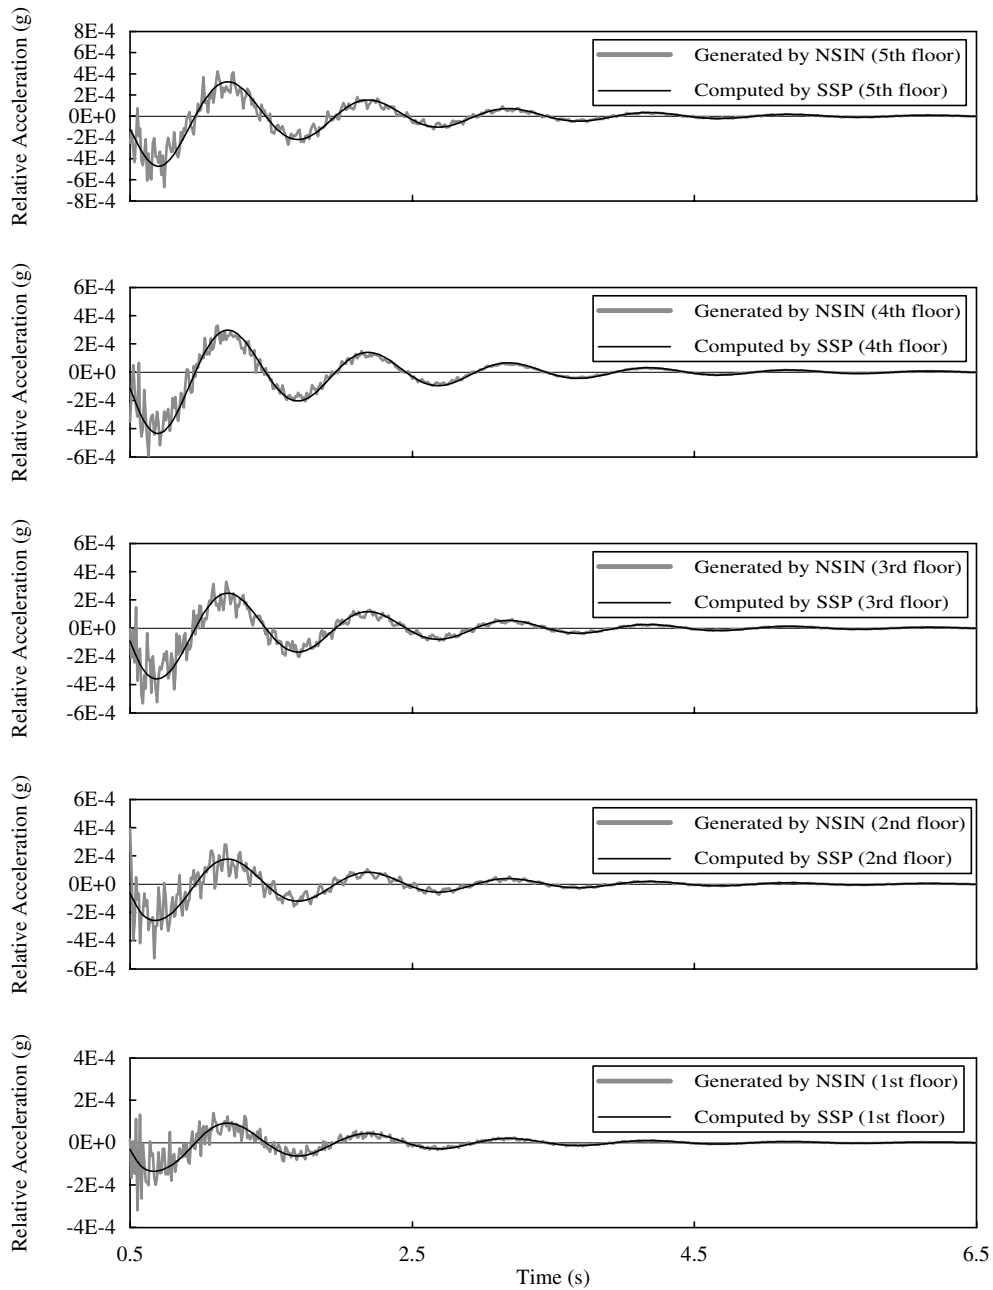 Relative Acceleration (g)
8E-4
6E-4
4E-4
2E-4
0E+0
-2E-4
-4E-4
-6E-4
-8E-4
Generated by NSIN (5th floor)
Computed by SSP (5th floor)
Relative Acceleration (g)
6E-4
4E-4
2E-4
0E+0
-2E-4
-4E-4
-6E-4
Generated by NSIN (4th floor)
Computed by SSP (4th floor)
Relative Acceleration (g)
6E-4
4E-4
2E-4
0E+0
-2E-4
-4E-4
-6E-4
Generated by NSIN (3rd floor)
Computed by SSP (3rd floor)
Relative Acceleration (g)
6E-4
4E-4
2E-4
0E+0
-2E-4
-4E-4
-6E-4
Generated by NSIN (2nd floor)
Computed by SSP (2nd floor)
Relative Acceleration (g)
4E-4
2E-4
0E+0
-2E-4
-4E-4
Generated by NSIN (1st floor)
Computed by SSP (1st floor)
0.5 2.5 4.5 6.5
Time (s)